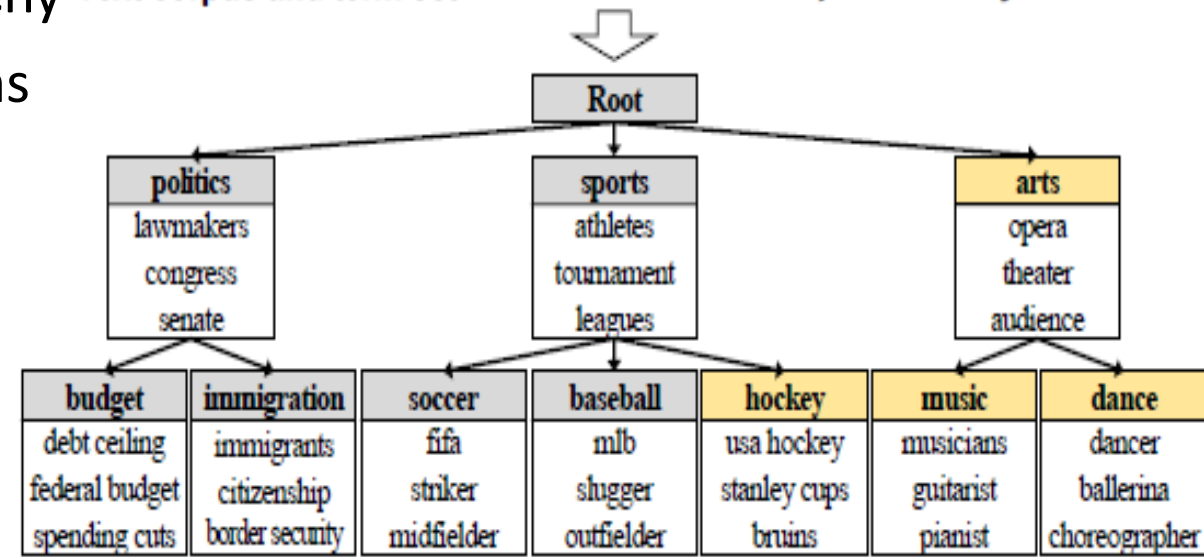 Root
politics
lawmakers
congress
senate
sports
athletes
tournament
leagues
arts
opera
theater
audience
budget
debt ceiling
federal budget
spending cuts
immigration
immigrants
citizenship
border security
soccer
fifa
striker
midfielder
baseball
mlb
slugger
outfielder
hockey
usa hockey
stanley cups
bruins
music
musicians
guitarist
pianist
dance
dancer
ballerina
choreographer